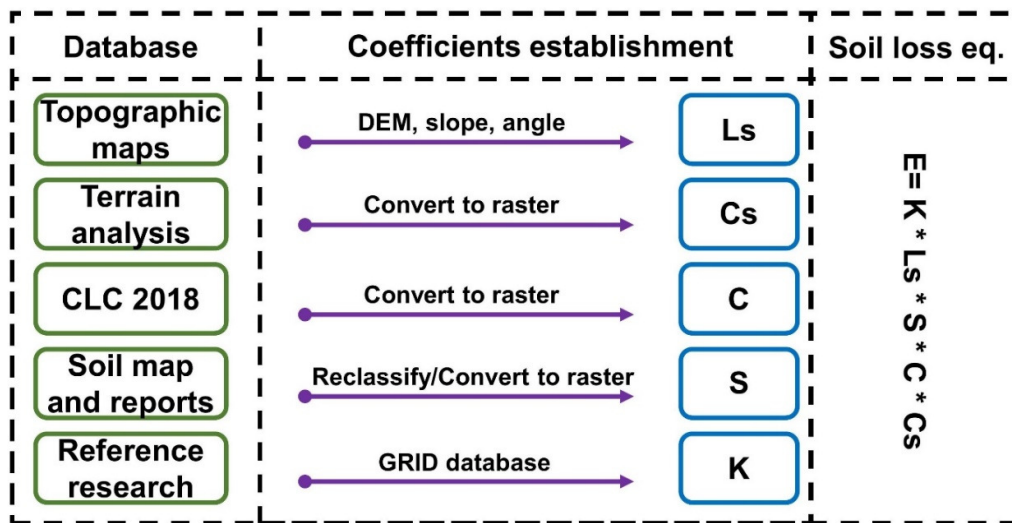 Database
Coefficients establishment
Soil loss eq.
Topographic
maps
DEM, slope, angle
Ls
Terrain
analysis
Convert to raster
Cs
CLC 2018
Convert to raster
C
Soil map
and reports
Reclassify/Convert to raster
S
Reference
research
GRID database
K
E= K * Ls * S * C * Cs